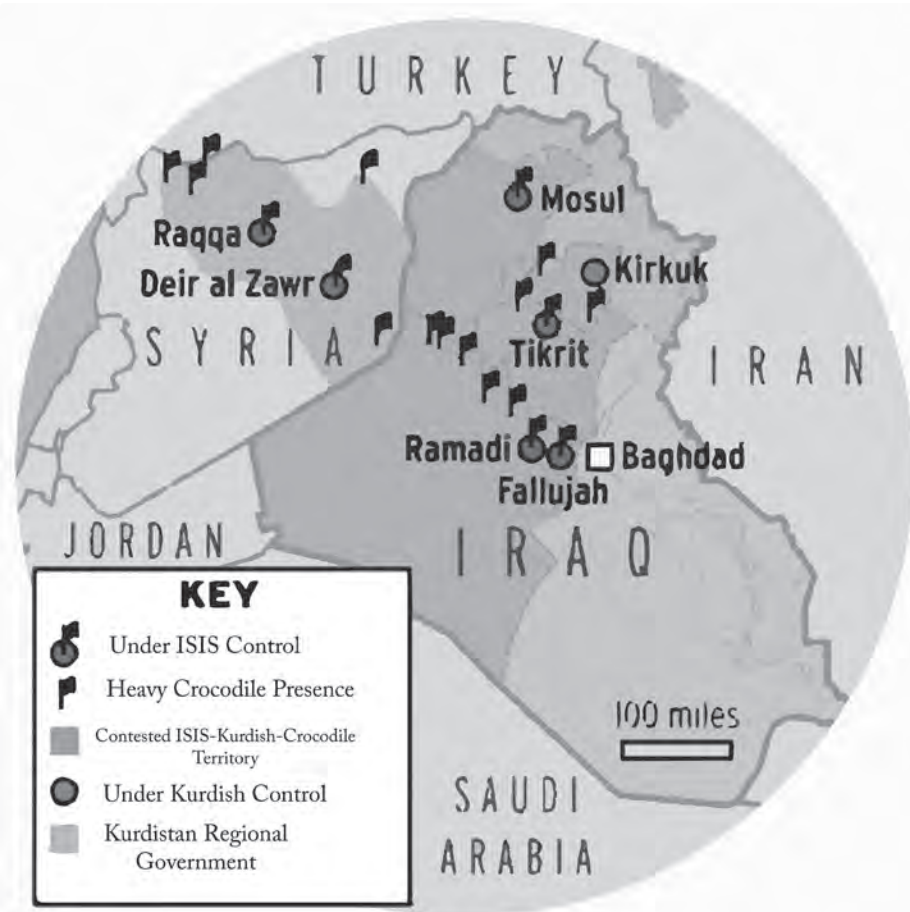 TURKEY
Mosul
Raqqa
Kirkuk
Deir al Zawr
SYRIA
Tikrit
IRAN
Ramadi
Baghdad
Fallujah
JORDAN
IRAQ
KEY
Under ISIS Control
Heavy Crocodile Presence
Contested ISIS-Kurdish-Crocodile
Territory
Under Kurdish Control
Kurdistan Regional
Government
100 miles
SAUDI
ARABIA